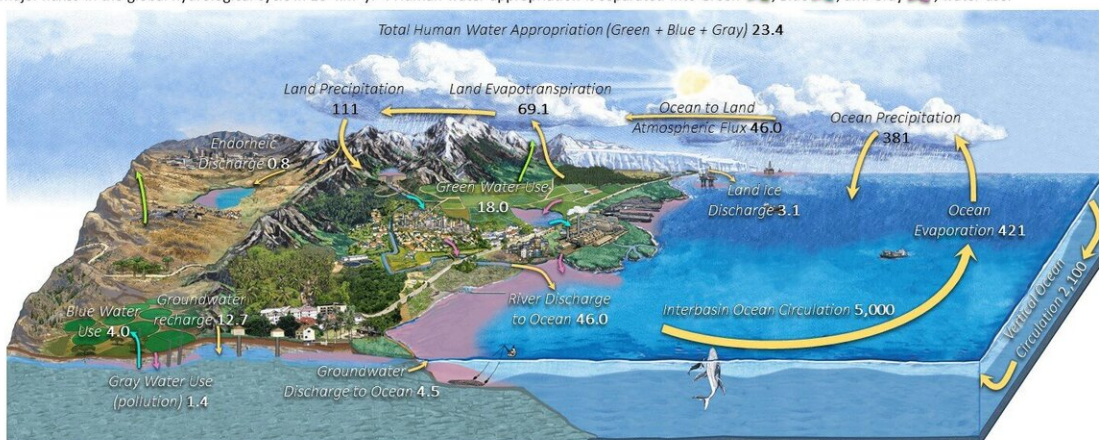 Total Human Water Appropriation (Green + Blue + Gray) 23.4
Land Precipitation
111
Land Evapotranspiration
69.1
Ocean to Land
Atmospheric Flux 46.0
Ocean Precipitation
381
Endorheic
Discharge 0.8
Green Water Use
18.0
Land Ice
Discharge 3.1
Ocean
Evaporation 421
Blue Water
Use 4.0
Groundwater
recharge 12.7
River Discharge
to Ocean 46.0
Interbasin Ocean Circulation 5,000
Vertical Ocean
Circulation 2,100
Gray Water Use
(pollution) 1.4
Groundwater
Discharge to Ocean 4.5